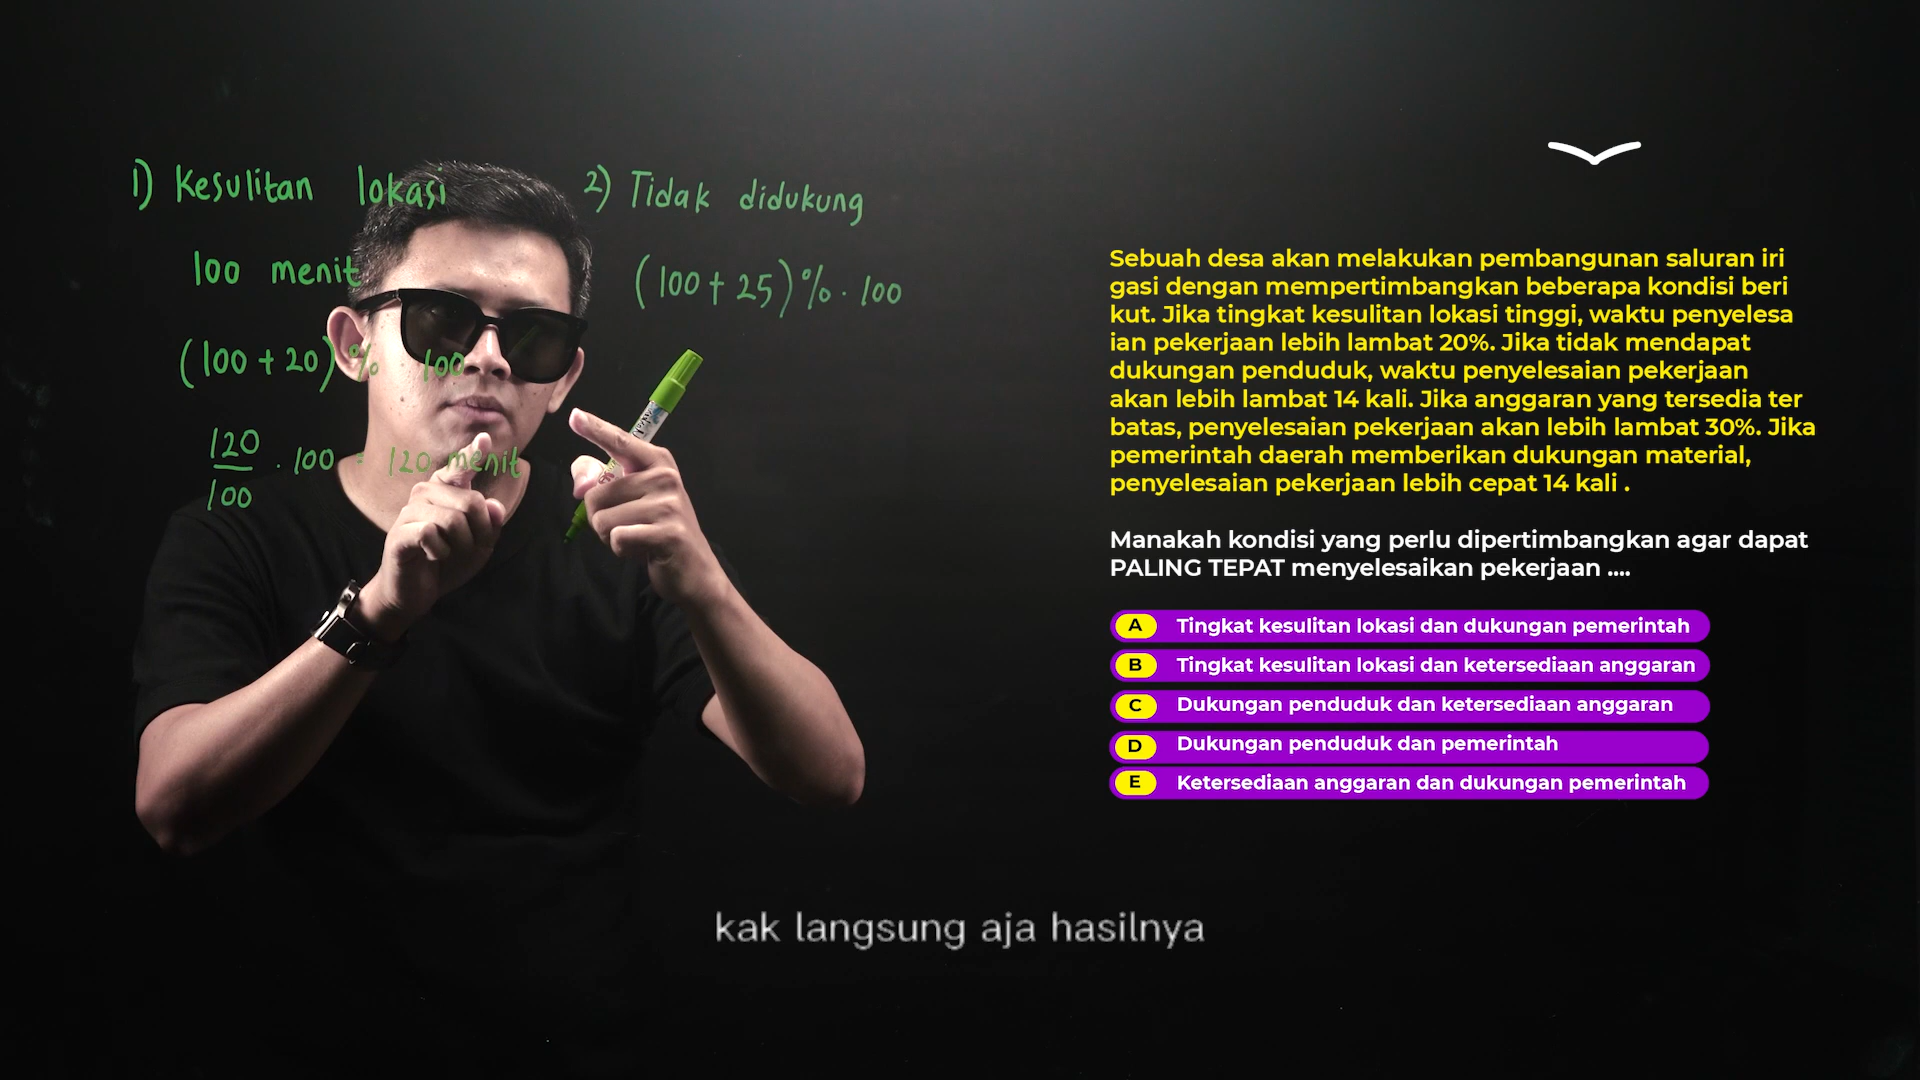 1) Kesulitan lokasi
100 menit
(100 + 20) % 100
120
100
. 100 = 120 menit
2) Tidak didukung
(100 + 25) % . 100
Sebuah desa akan melakukan pembangunan saluran iri
gasi dengan mempertimbangkan beberapa kondisi beri
kut. Jika tingkat kesulitan lokasi tinggi, waktu penyelesa
ian pekerjaan lebih lambat 20%. Jika tidak mendapat
dukungan penduduk, waktu penyelesaian pekerjaan
akan lebih lambat 14 kali. Jika anggaran yang tersedia ter
batas, penyelesaian pekerjaan akan lebih lambat 30%. Jika
pemerintah daerah memberikan dukungan material,
penyelesaian pekerjaan lebih cepat 14 kali .
Manakah kondisi yang perlu dipertimbangkan agar dapat
PALING TEPAT menyelesaikan pekerjaan ....
A Tingkat kesulitan lokasi dan dukungan pemerintah
B Tingkat kesulitan lokasi dan ketersediaan anggaran
C Dukungan penduduk dan ketersediaan anggaran
D Dukungan penduduk dan pemerintah
E Ketersediaan anggaran dan dukungan pemerintah
kak langsung aja hasilnya